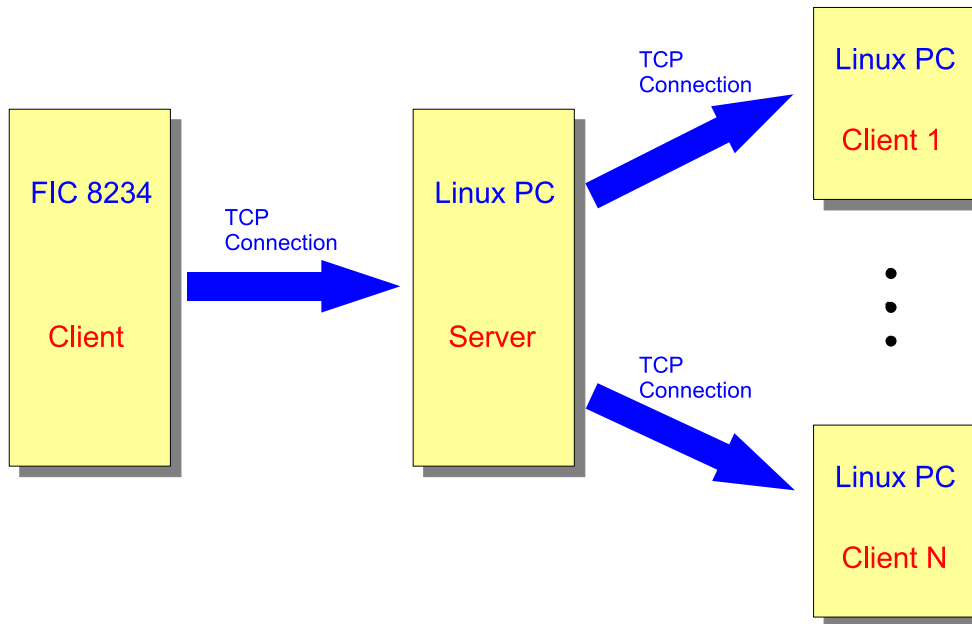 FIC 8234
Client
TCP
Connection
Linux PC
Server
TCP
Connection
Linux PC
Client 1
TCP
Connection
Linux PC
Client N